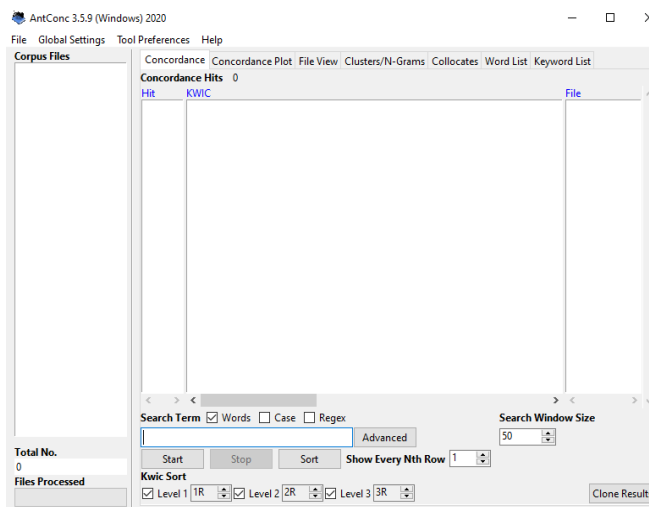 AntConc 3.5.9 (Windows) 2020
File Global Settings Tool Preferences Help
Corpus Files
Concordance Concordance Plot File View Clusters/N-Grams Collocates Word List Keyword List
Concordance Hits 0
Hit KWIC File
Search Term Words Case Regex Search Window Size
Advanced 50
Start Stop Sort Show Every Nth Row 1
Total No.
0
Files Processed
Kwic Sort
Level 1 1R Level 2 2R Level 3 3R Clone Result